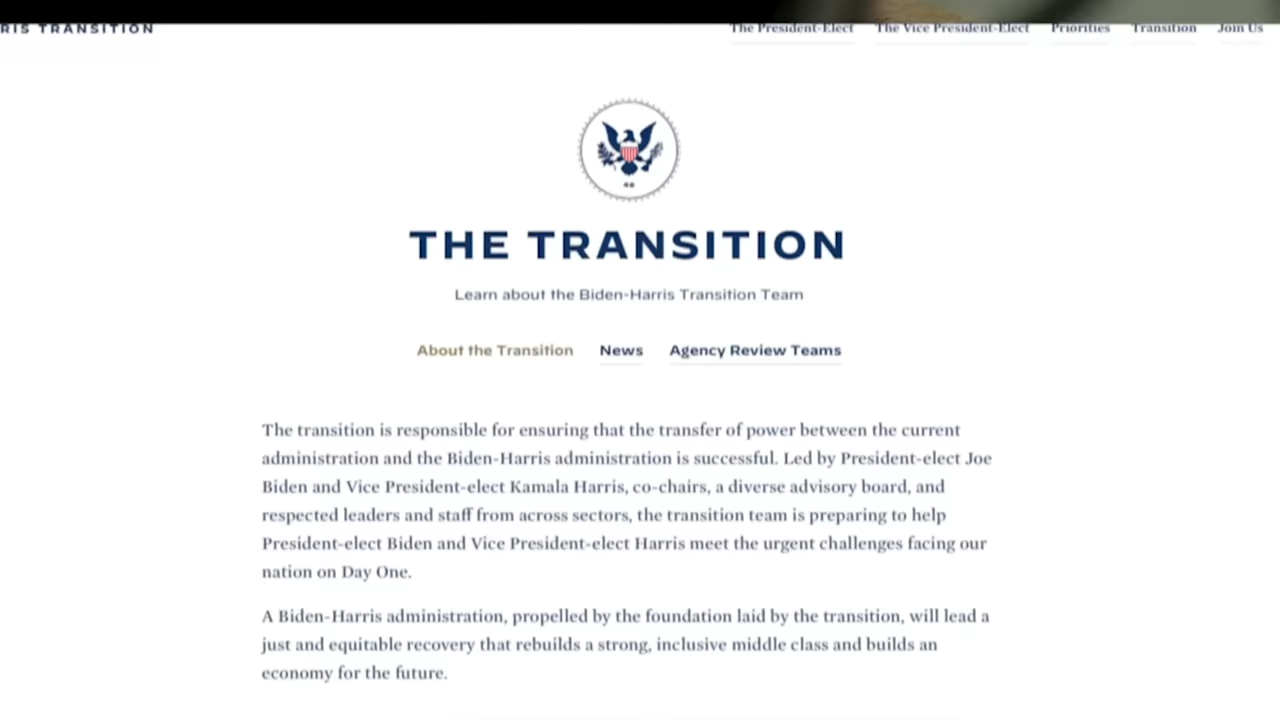 RIS TRANSITION
The President-Elect The Vice President-Elect Priorities Transition Join Us
46
THE TRANSITION
Learn about the Biden-Harris Transition Team
About the Transition News Agency Review Teams
The transition is responsible for ensuring that the transfer of power between the current
administration and the Biden-Harris administration is successful. Led by President-elect Joe
Biden and Vice President-elect Kamala Harris, co-chairs, a diverse advisory board, and
respected leaders and staff from across sectors, the transition team is preparing to help
President-elect Biden and Vice President-elect Harris meet the urgent challenges facing our
nation on Day One.
A Biden-Harris administration, propelled by the foundation laid by the transition, will lead a
just and equitable recovery that rebuilds a strong, inclusive middle class and builds an
economy for the future.